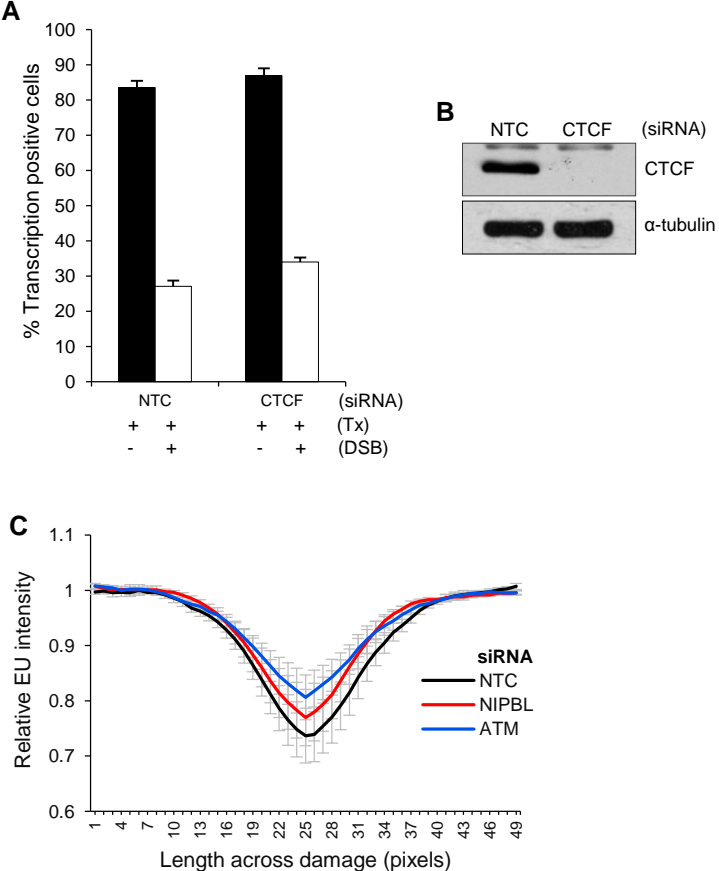 A
% Transcription positive cells
100
90
80
70
60
50
40
30
20
10
0
NTC CTCF (siRNA)
+ + + + (Tx)
- + - + (DSB)
B
NTC CTCF (siRNA)
CTCF
α-tubulin
C
Relative EU intensity
1.1
1
0.9
0.8
0.7
0.6
siRNA
NTC
NIPBL
ATM
1 4 7 10 13 16 19 22 25 28 31 34 37 40 43 46 49
Length across damage (pixels)